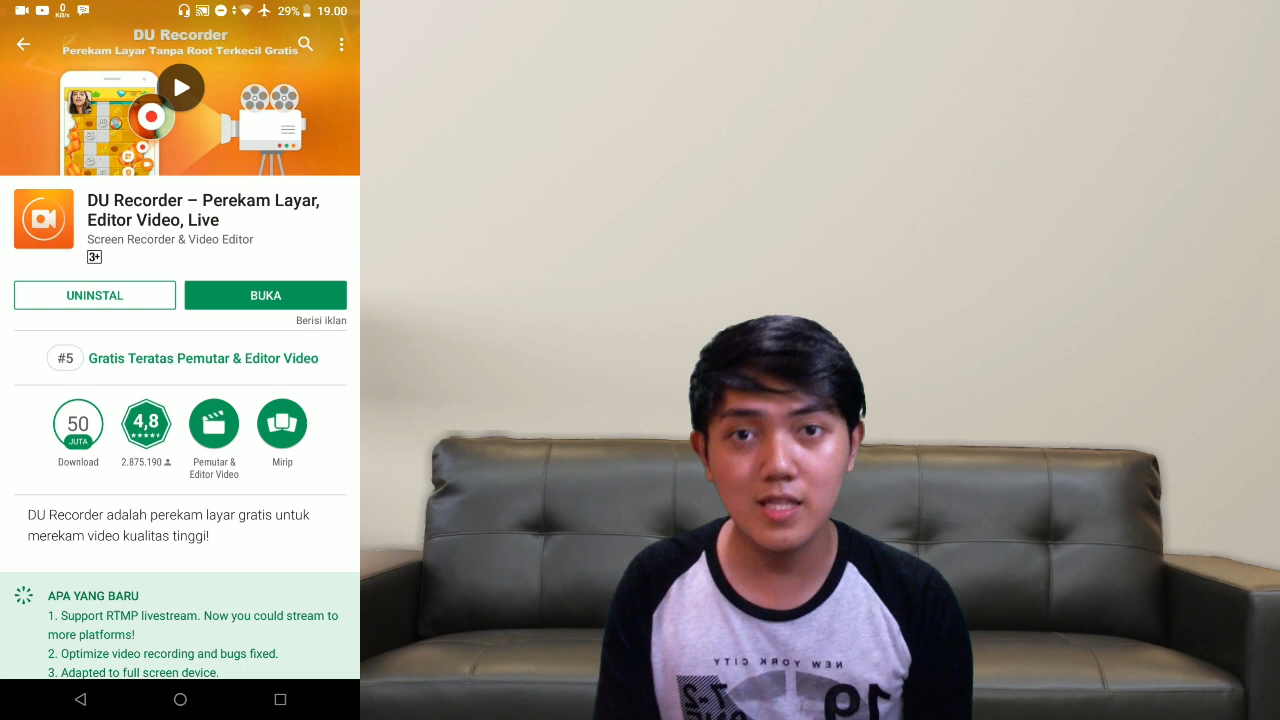 0
KB/s
29%
19.00
DU Recorder
Perekam Layar Tanpa Root Terkecil Gratis
DU Recorder – Perekam Layar,
Editor Video, Live
Screen Recorder & Video Editor
3+
UNINSTAL
BUKA
Berisi iklan
#5
Gratis Teratas Pemutar & Editor Video
50
JUTA
4,8
Download
2.875.190
Pemutar &
Editor Video
Mirip
DU Recorder adalah perekam layar gratis untuk
merekam video kualitas tinggi!
APA YANG BARU
1. Support RTMP livestream. Now you could stream to
more platforms!
2. Optimize video recording and bugs fixed.
3. Adapted to full screen device.
NEW YORK CITY
19